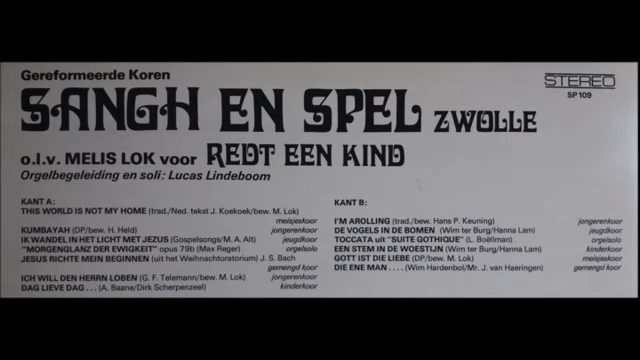 Gereformeerde Koren
STEREO
SP 109
SANGH EN SPEL ZWOLLE
o.l.v. MELIS LOK voor REDT EEN KIND
Orgelbegeleiding en soli: Lucas Lindeboom
KANT A:
THIS WORLD IS NOT MY HOME (trad./Ned. tekst J. Koekoek/bew. M. Lok)
meisjeskoor
KUMBAYAH (DP/bew. H. Held) jongerenkoor
IK WANDEL IN HET LICHT MET JEZUS (Gospelsongs/M. A. Alt) jeugdkoor
"MORGENGLANZ DER EWIGKEIT" opus 79b (Max Reger) orgelsolo
JESUS RICHTE MEIN BEGINNEN (uit het Weihnachtoratorium) J. S. Bach
gemengd koor
ICH WILL DEN HERRN LOBEN (G. F. Telemann/bew. M. Lok) jongerenkoor
DAG LIEVE DAG . . . (A. Baane/Dirk Scherpenzeel) kinderkoor
KANT B:
I'M AROLLING (trad./bew. Hans P. Keuning) jongerenkoor
DE VOGELS IN DE BOMEN (Wim ter Burg/Hanna Lam) jeugdkoor
TOCCATA uit "SUITE GOTHIQUE" (L. Boëllman) orgelsolo
EEN STEM IN DE WOESTIJN (Wim ter Burg/Hanna Lam) kinderkoor
GOTT IST DIE LIEBE (DP/bew. M. Lok) meisjeskoor
DIE ENE MAN . . . . (Wim Hardenbol/Mr. J. van Haeringen) gemengd koor